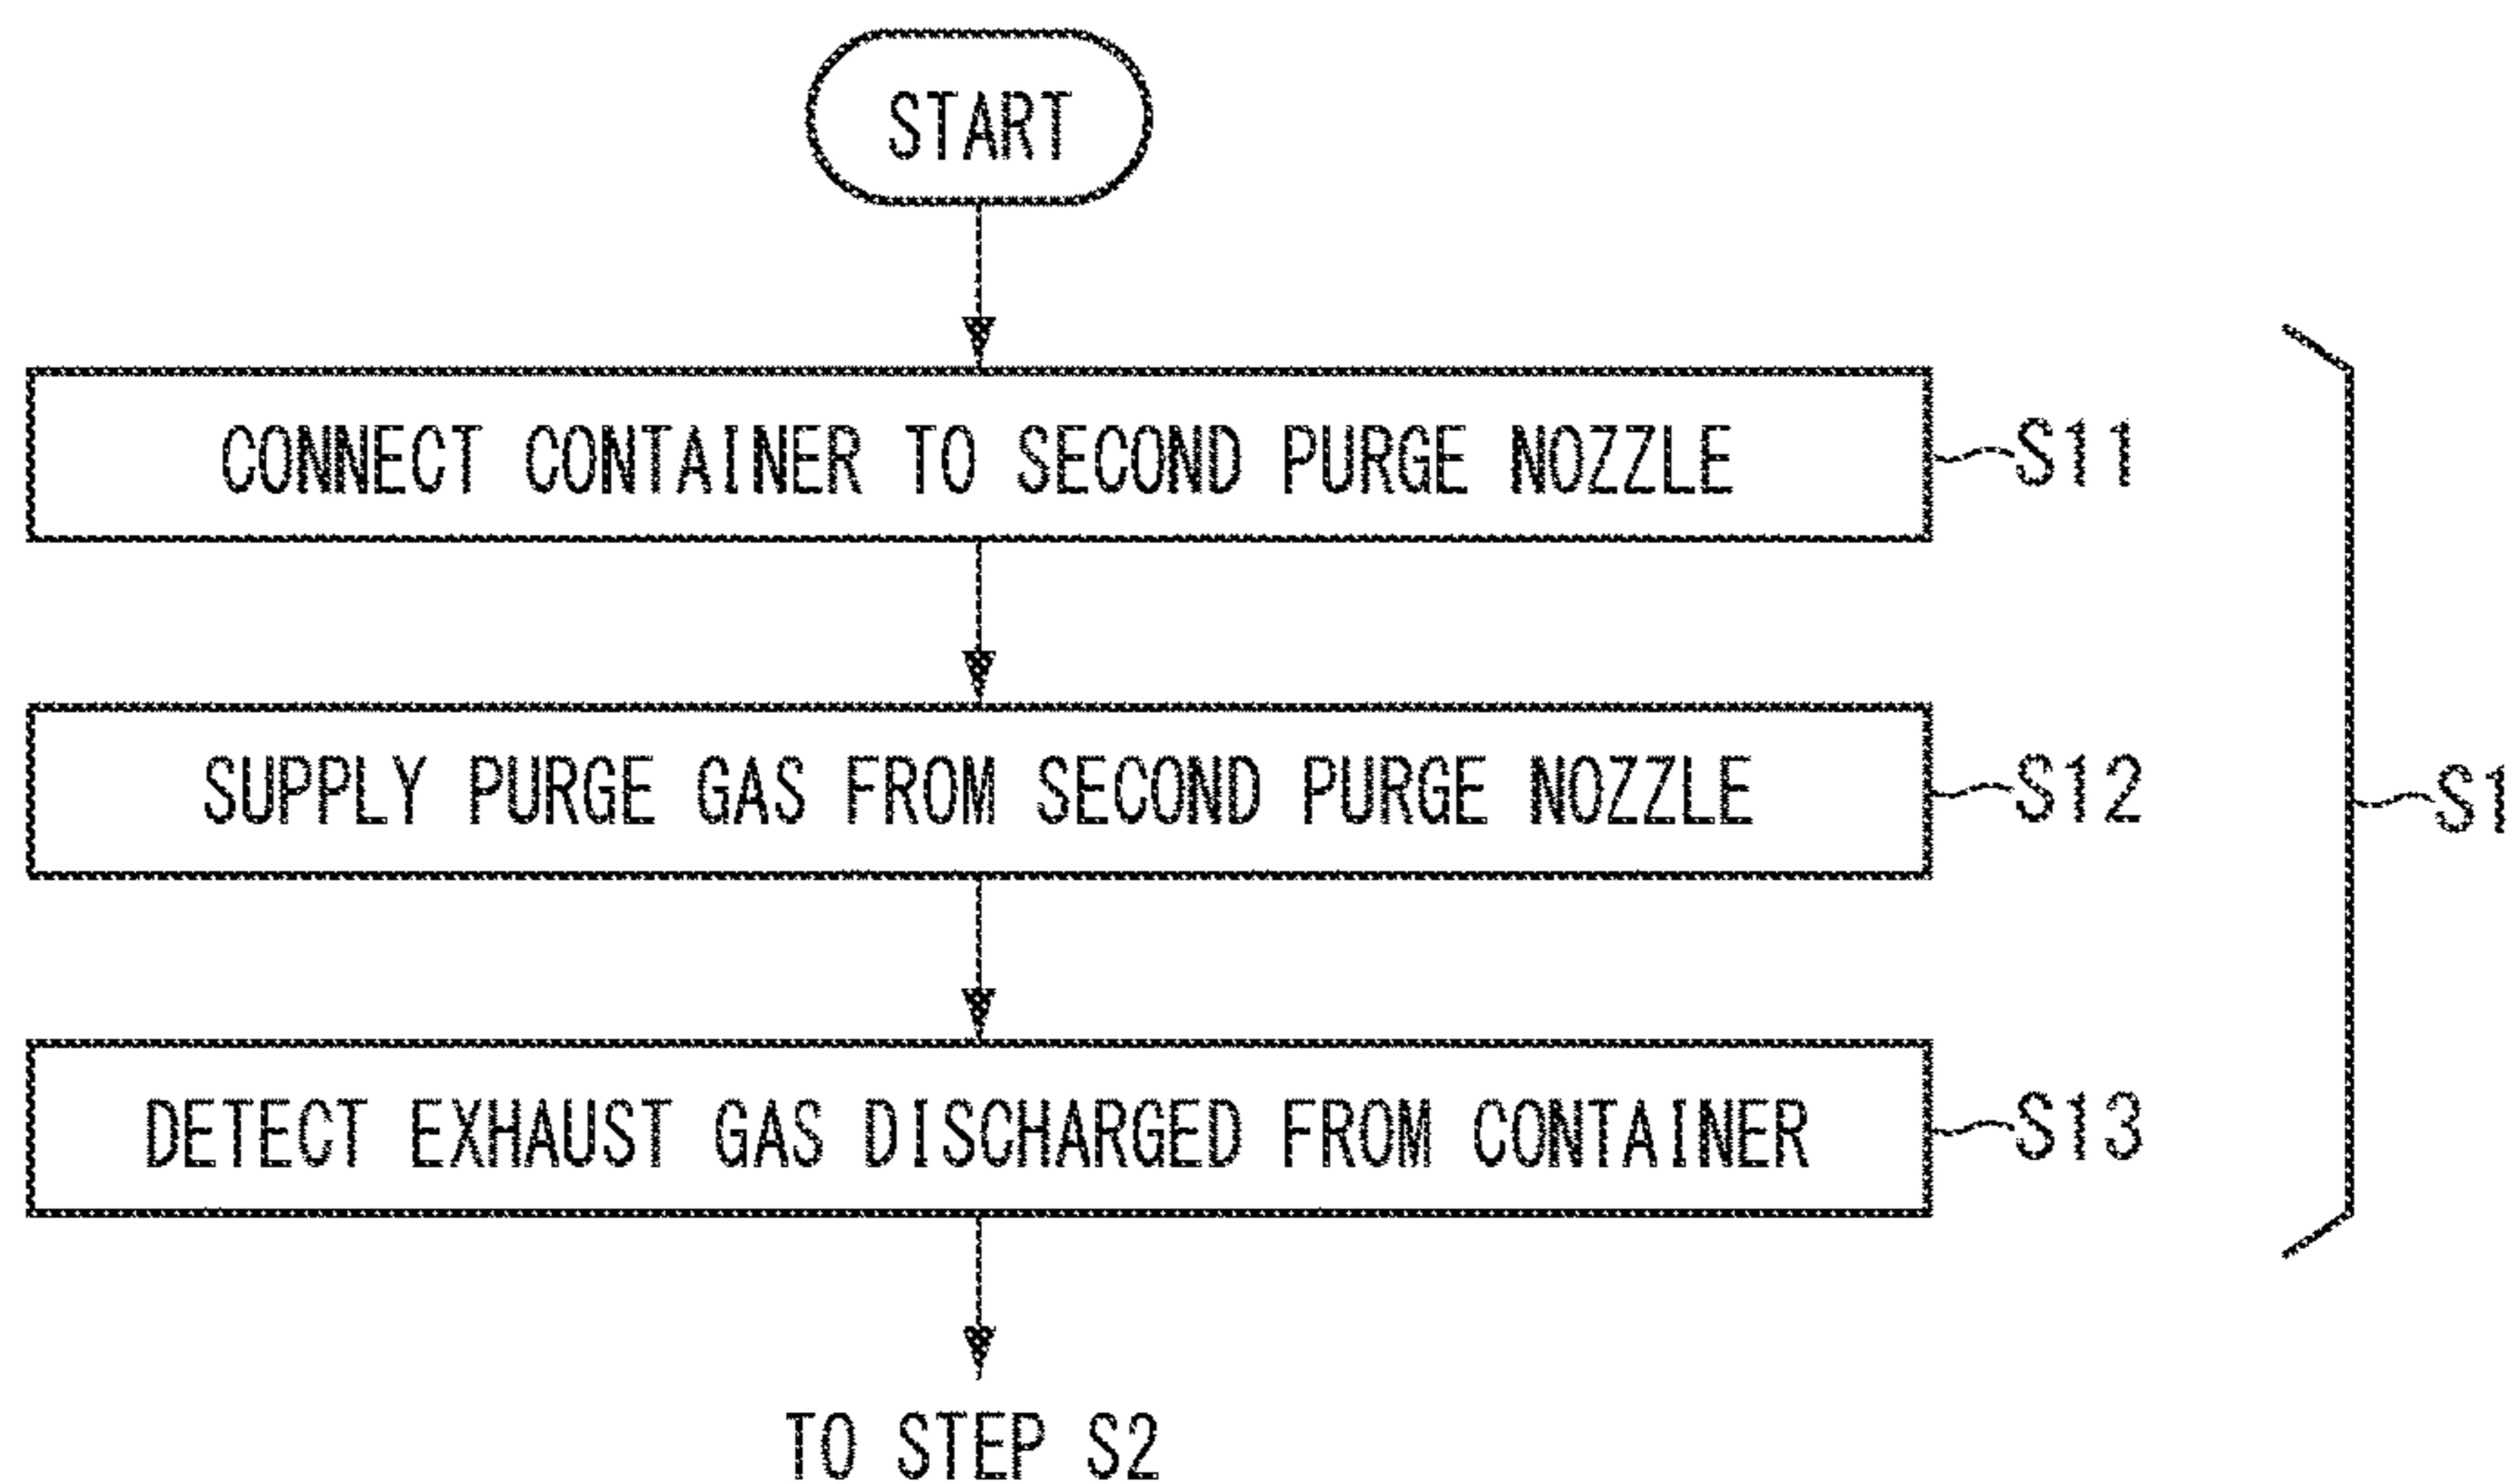 START
CONNECT CONTAINER TO SECOND PURGE NOZZLE
S11
SUPPLY PURGE GAS FROM SECOND PURGE NOZZLE
S12
S1
DETECT EXHAUST GAS DISCHARGED FROM CONTAINER
S13
TO STEP S2